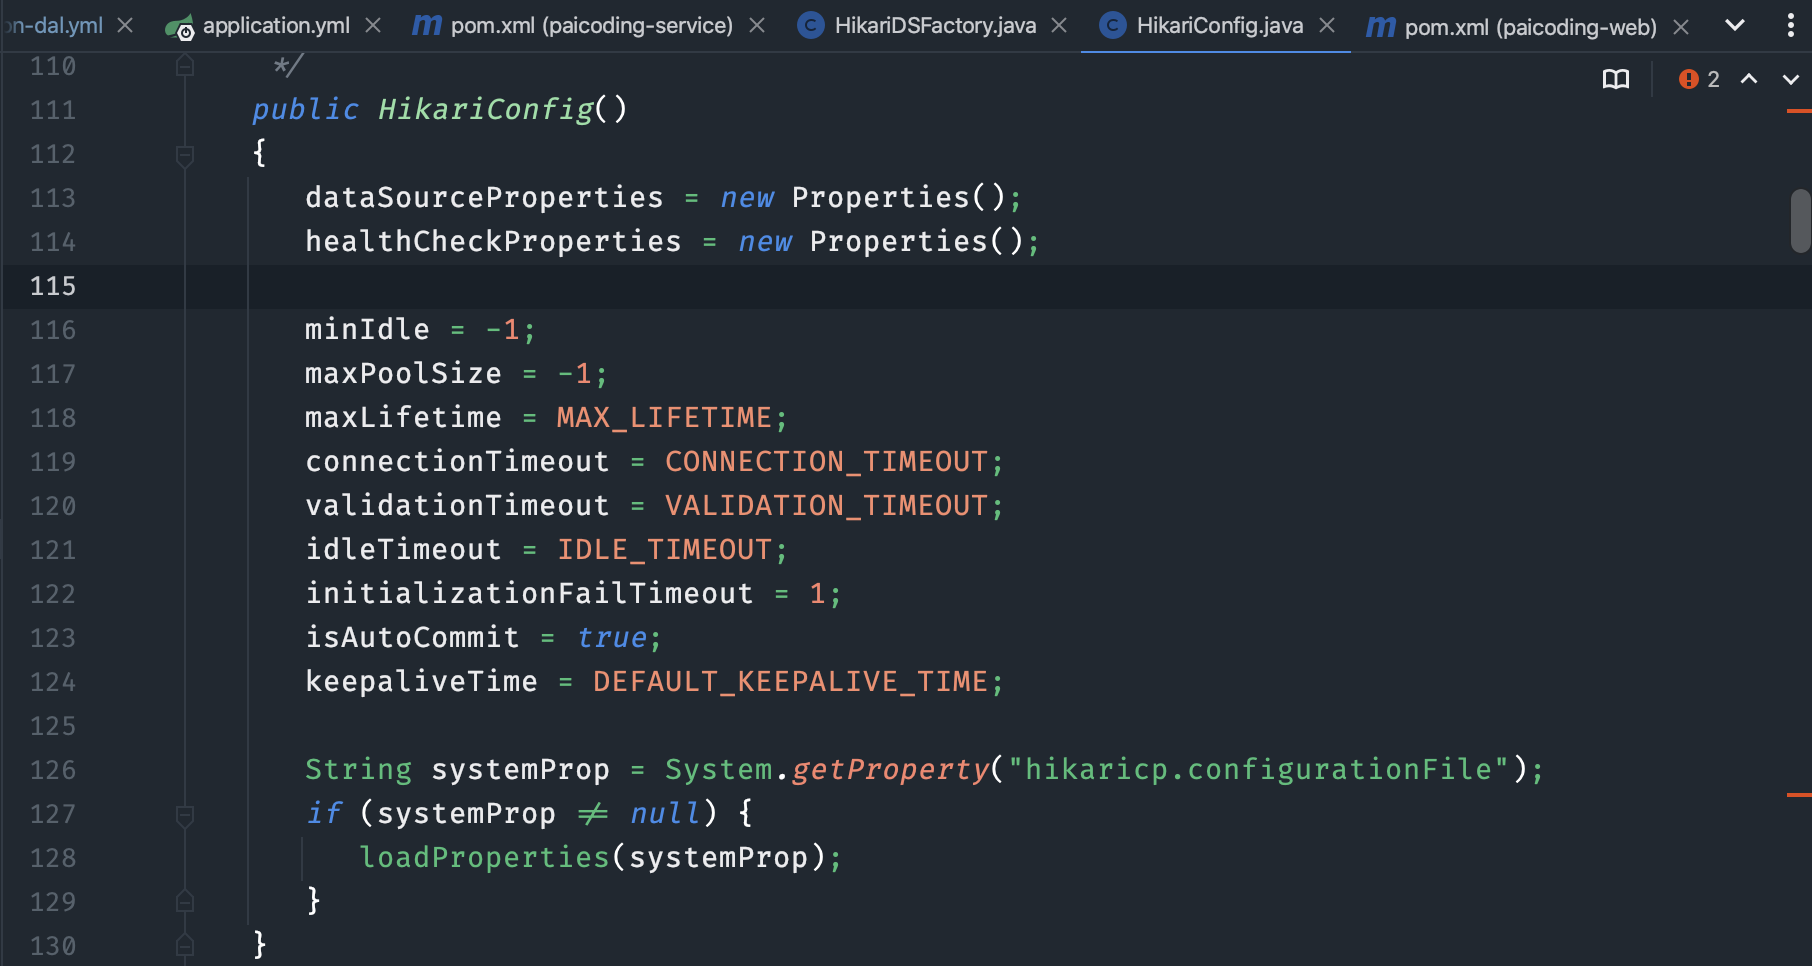 on-dal.yml application.yml m pom.xml (paicoding-service) C HikariDSFactory.java C HikariConfig.java m pom.xml (paicoding-web)
2
110 */
111 public HikariConfig()
112 {
113 dataSourceProperties = new Properties();
114 healthCheckProperties = new Properties();
115
116 minIdle = -1;
117 maxPoolSize = -1;
118 maxLifetime = MAX_LIFETIME;
119 connectionTimeout = CONNECTION_TIMEOUT;
120 validationTimeout = VALIDATION_TIMEOUT;
121 idleTimeout = IDLE_TIMEOUT;
122 initializationFailTimeout = 1;
123 isAutoCommit = true;
124 keepaliveTime = DEFAULT_KEEPALIVE_TIME;
125
126 String systemProp = System.getProperty("hikaricp.configurationFile");
127 if (systemProp ≠ null) {
128 loadProperties(systemProp);
129 }
130 }